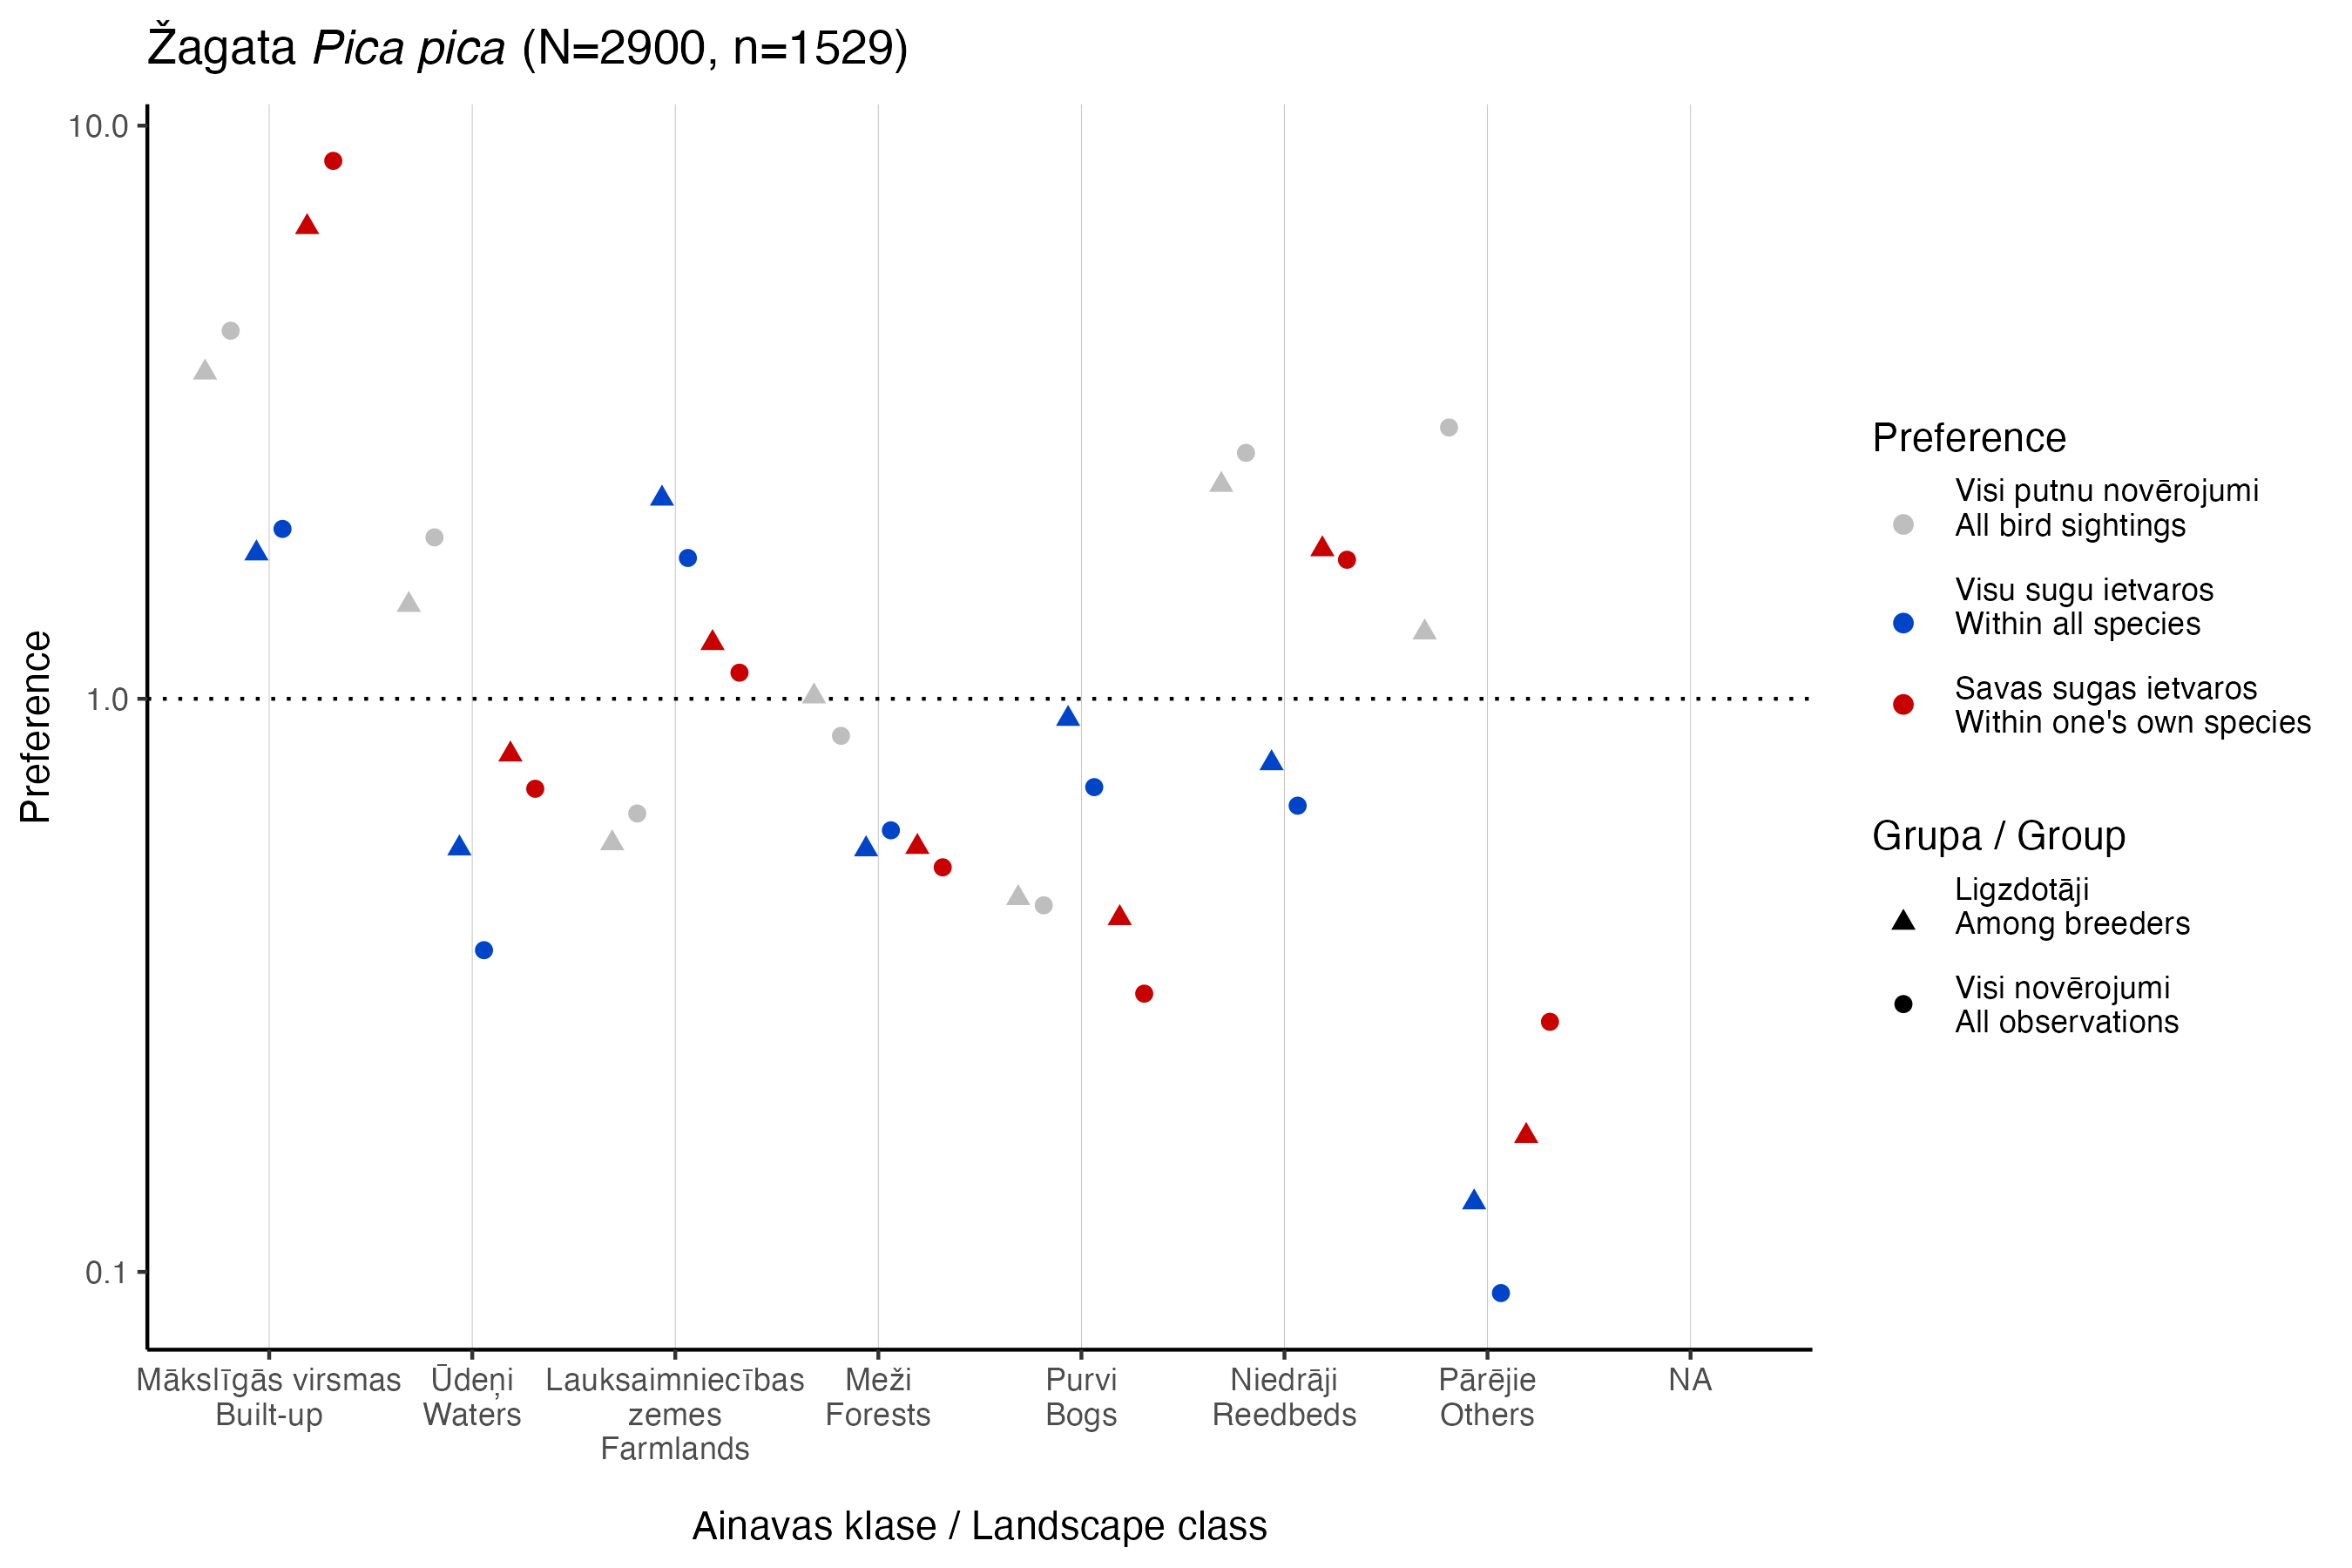 Žagata Pica pica (N=2900, n=1529)
Preference
10.0
1.0
0.1
Mākslīgās virsmas
Built-up
Ūdeņi
Waters
Lauksaimniecības
zemes
Farmlands
Meži
Forests
Purvi
Bogs
Niedrāji
Reedbeds
Pārējie
Others
NA
Ainavas klase / Landscape class
Preference
Visi putnu novērojumi
All bird sightings
Visu sugu ietvaros
Within all species
Savas sugas ietvaros
Within one's own species
Grupa / Group
Ligzdotāji
Among breeders
Visi novērojumi
All observations